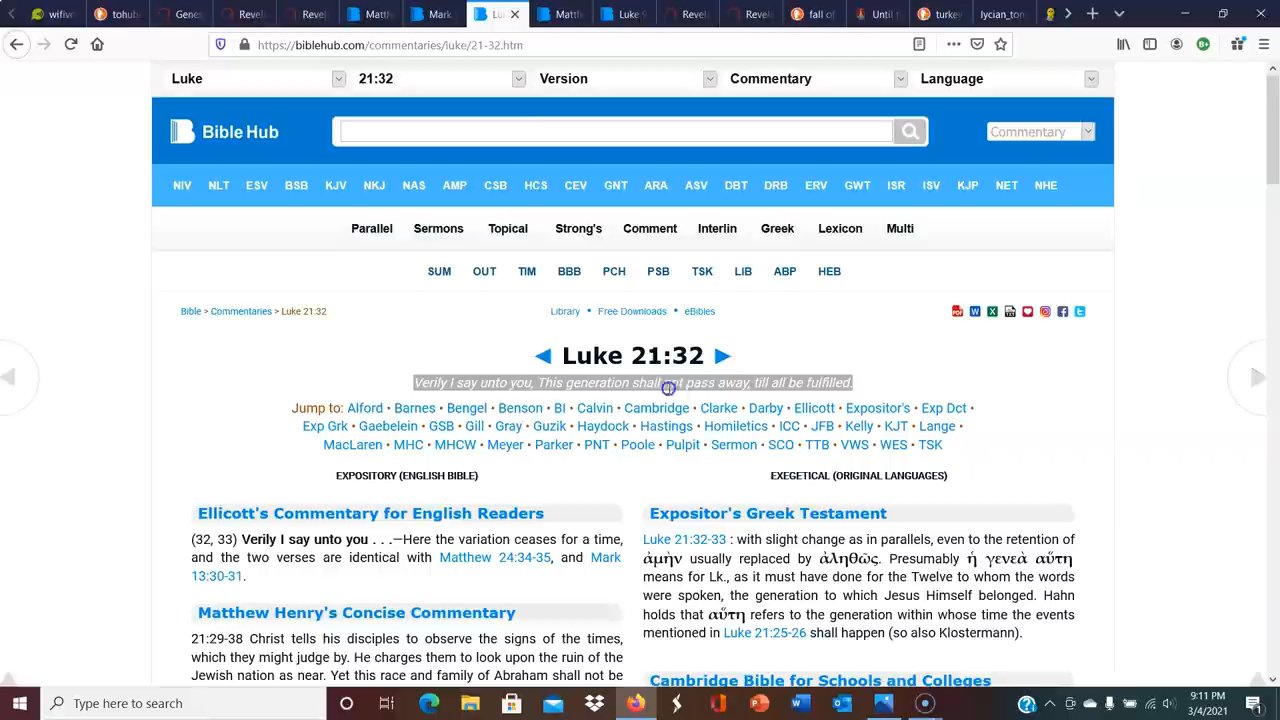 wifus
tohubo
Matth
Comm
Luk
Matth
Preter
fall of
Until
turkey
lycian_tor
https://biblehub.com/commentaries/luke/21-32.htm
Luke 21:32 Version Commentary Language
Bible Hub
Commentary
NIV NLT ESV BSB KJV NKJ NAS AMP CSB HCS CEV GNT ARA ASV DBT DRB ERV GWT ISR ISV KJP NET NHE
Parallel Sermons Topical Strong's Comment Interlin Greek Lexicon Multi
SUM OUT TIM BBB PCH PSB TSK LIB ABP HEB
Bible > Commentaries > Luke 21:32
Library • Free Downloads • eBibles
◄ Luke 21:32 ►
Verily I say unto you, This generation shall not pass away, till all be fulfilled.
Jump to: Alford • Barnes • Bengel • Benson • BI • Calvin • Cambridge • Clarke • Darby • Ellicott • Expositor's • Exp Dct •
Exp Grk • Gaebelein • GSB • Gill • Gray • Guzik • Haydock • Hastings • Homiletics • ICC • JFB • Kelly • KJT • Lange •
MacLaren • MHC • MHCW • Meyer • Parker • PNT • Poole • Pulpit • Sermon • SCO • TTB • VWS • WES • TSK
EXPOSITORY (ENGLISH BIBLE)
Ellicott's Commentary for English Readers
(32, 33) Verily I say unto you . . .—Here the variation ceases for a time,
and the two verses are identical with Matthew 24:34-35, and Mark
13:30-31.
Matthew Henry's Concise Commentary
21:29-38 Christ tells his disciples to observe the signs of the times,
which they might judge by. He charges them to look upon the ruin of the
Jewish nation as near. Yet this race and family of Abraham shall not be
EXEGETICAL (ORIGINAL LANGUAGES)
Expositor's Greek Testament
Luke 21:32-33 : with slight change as in parallels, even to the retention of
ἀμὴν usually replaced by ἀληθῶς. Presumably ἡ γενεὰ αὕτη
means for Lk., as it must have done for the Twelve to whom the words
were spoken, the generation to which Jesus Himself belonged. Hahn
holds that αὕτη refers to the generation within whose time the events
mentioned in Luke 21:25-26 shall happen (so also Klostermann).
Cambridge Bible for Schools and Colleges
Type here to search
9:11 PM
3/4/2021